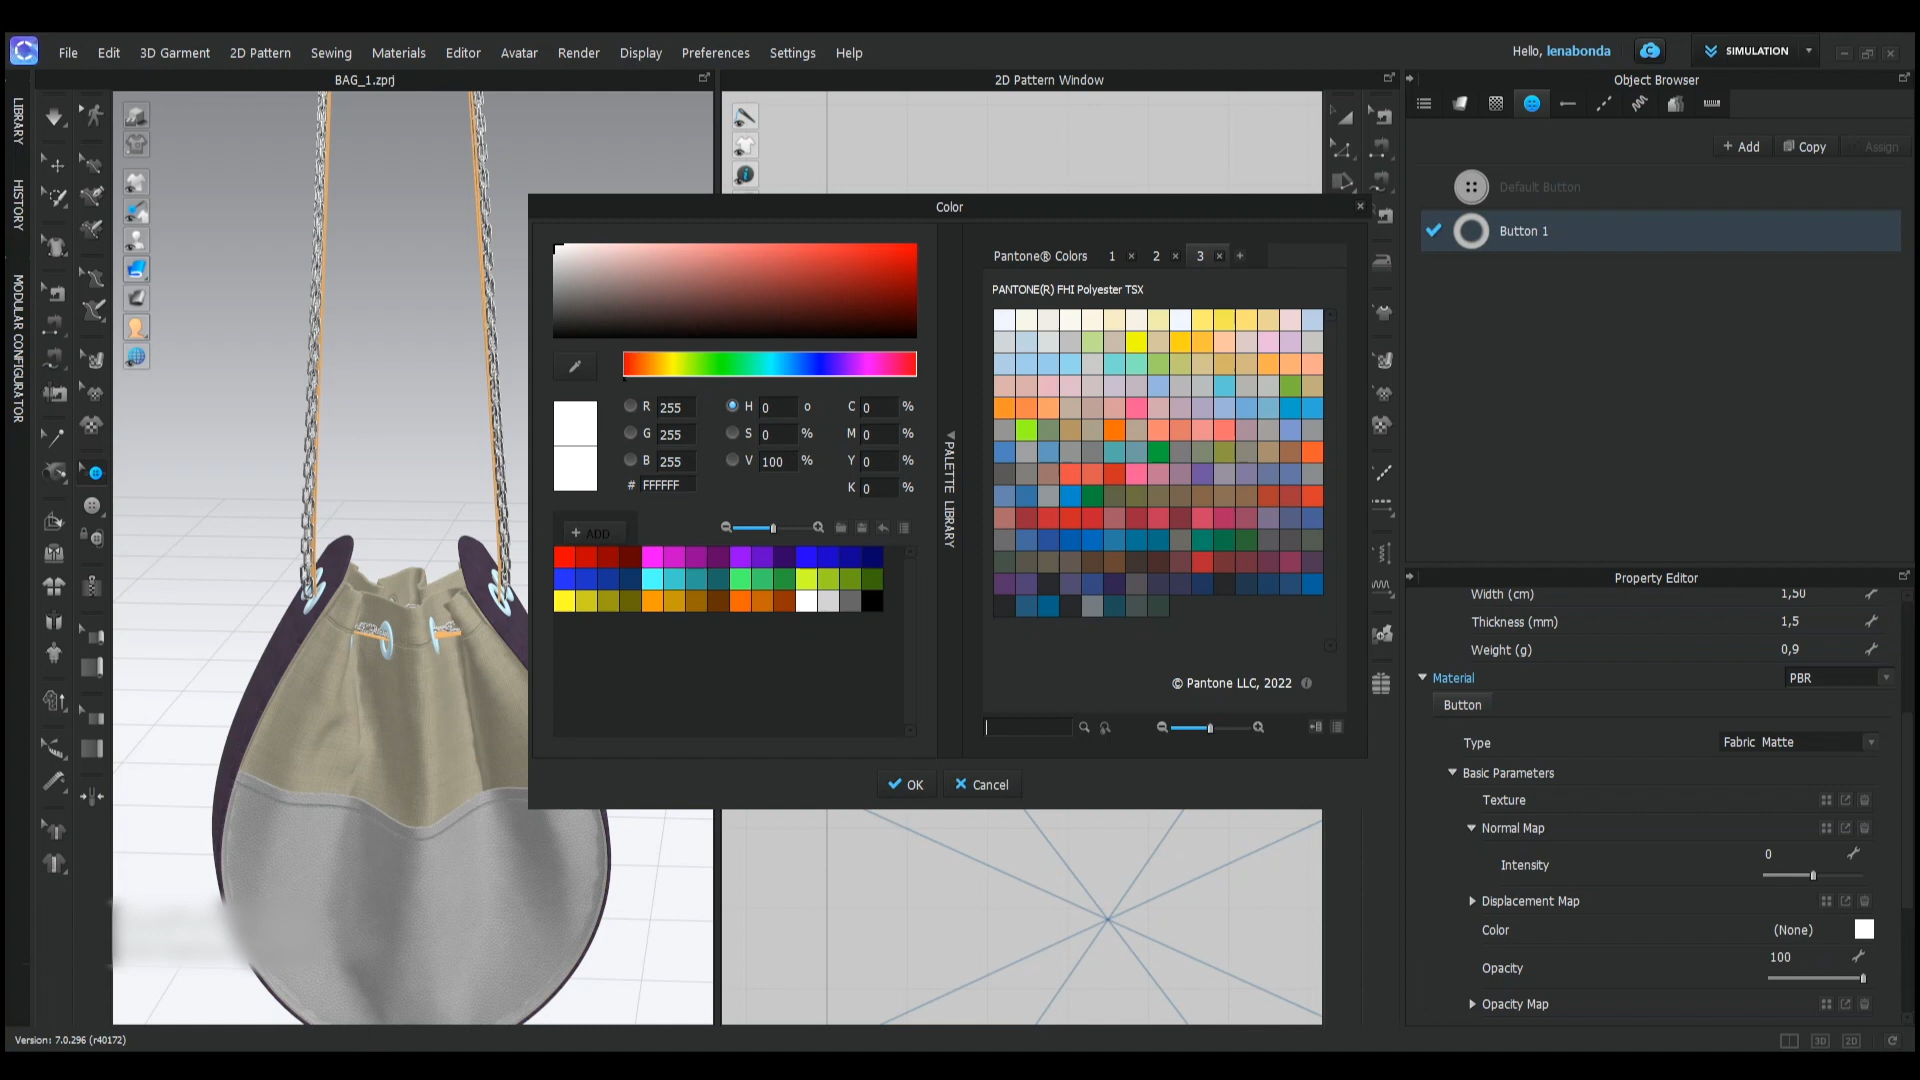 File Edit 3D Garment 2D Pattern Sewing Materials Editor Avatar Render Display Preferences Settings Help
Hello, lenabonda
SIMULATION
BAG_1.zprj
2D Pattern Window
Object Browser
LIBRARY
HISTORY
MODULAR CONFIGURATOR
+ Add Copy Assign
Default Button
Button 1
Color
Pantone® Colors 1 × 2 × 3 × +
PANTONE(R) FHI Polyester TSX
R 255 H 0 o C 0 %
G 255 S 0 % M 0 %
B 255 V 100 % Y 0 %
# FFFFFF K 0 %
+ ADD
PALETTE LIBRARY
© Pantone LLC, 2022
OK Cancel
Property Editor
Width (cm) 1,50
Thickness (mm) 1,5
Weight (g) 0,9
Material PBR
Button
Type Fabric Matte
Basic Parameters
Texture
Normal Map
Intensity 0
Displacement Map
Color (None)
Opacity 100
Opacity Map
Version: 7.0.296 (r40172)
3D 2D